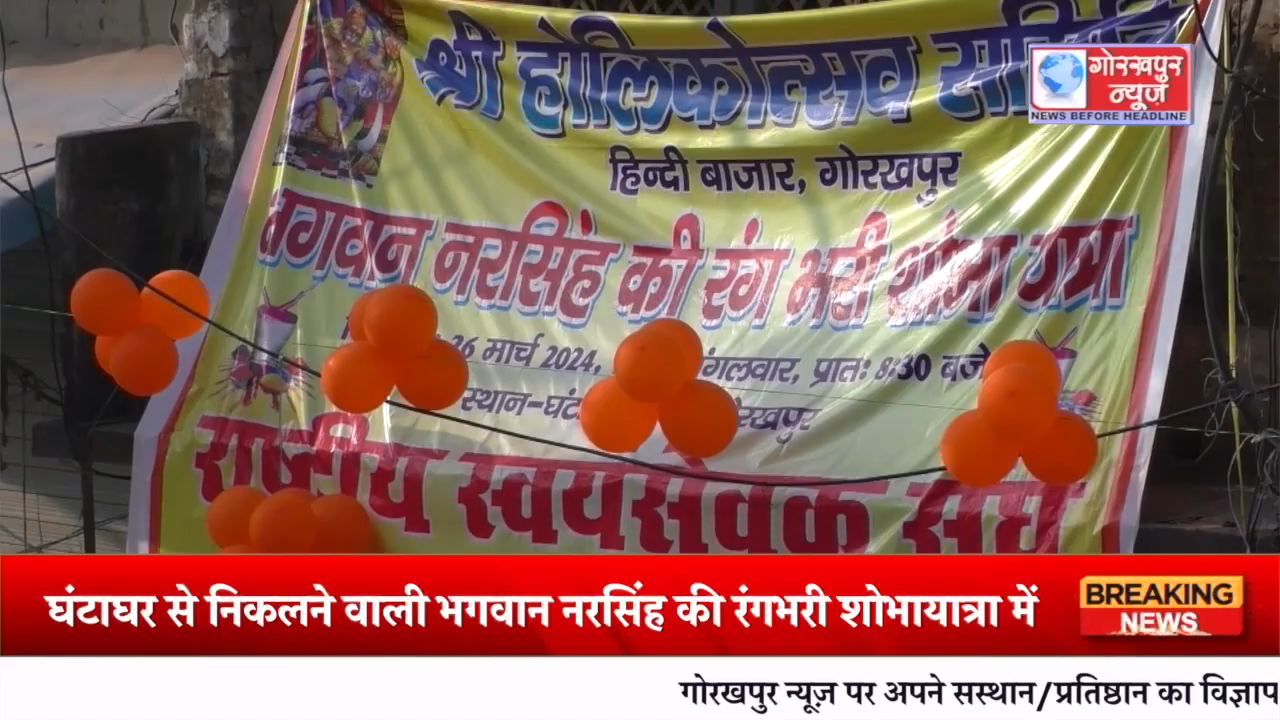 श्री होलिकोत्सव समिति
गोरखपुर
न्यूज़
NEWS BEFORE HEADLINE
हिन्दी बाजार, गोरखपुर
भगवान नरसिंह की रंग भरी शोभा यात्रा
26 मार्च 2024, प्रातः 8:30 बजे
स्थान-
राष्ट्रीय स्वयंसेवक संघ
घंटाघर से निकलने वाली भगवान नरसिंह की रंगभरी शोभायात्रा में
BREAKING
NEWS
गोरखपुर न्यूज़ पर अपने सस्थान/प्रतिष्ठान का विज्ञाप